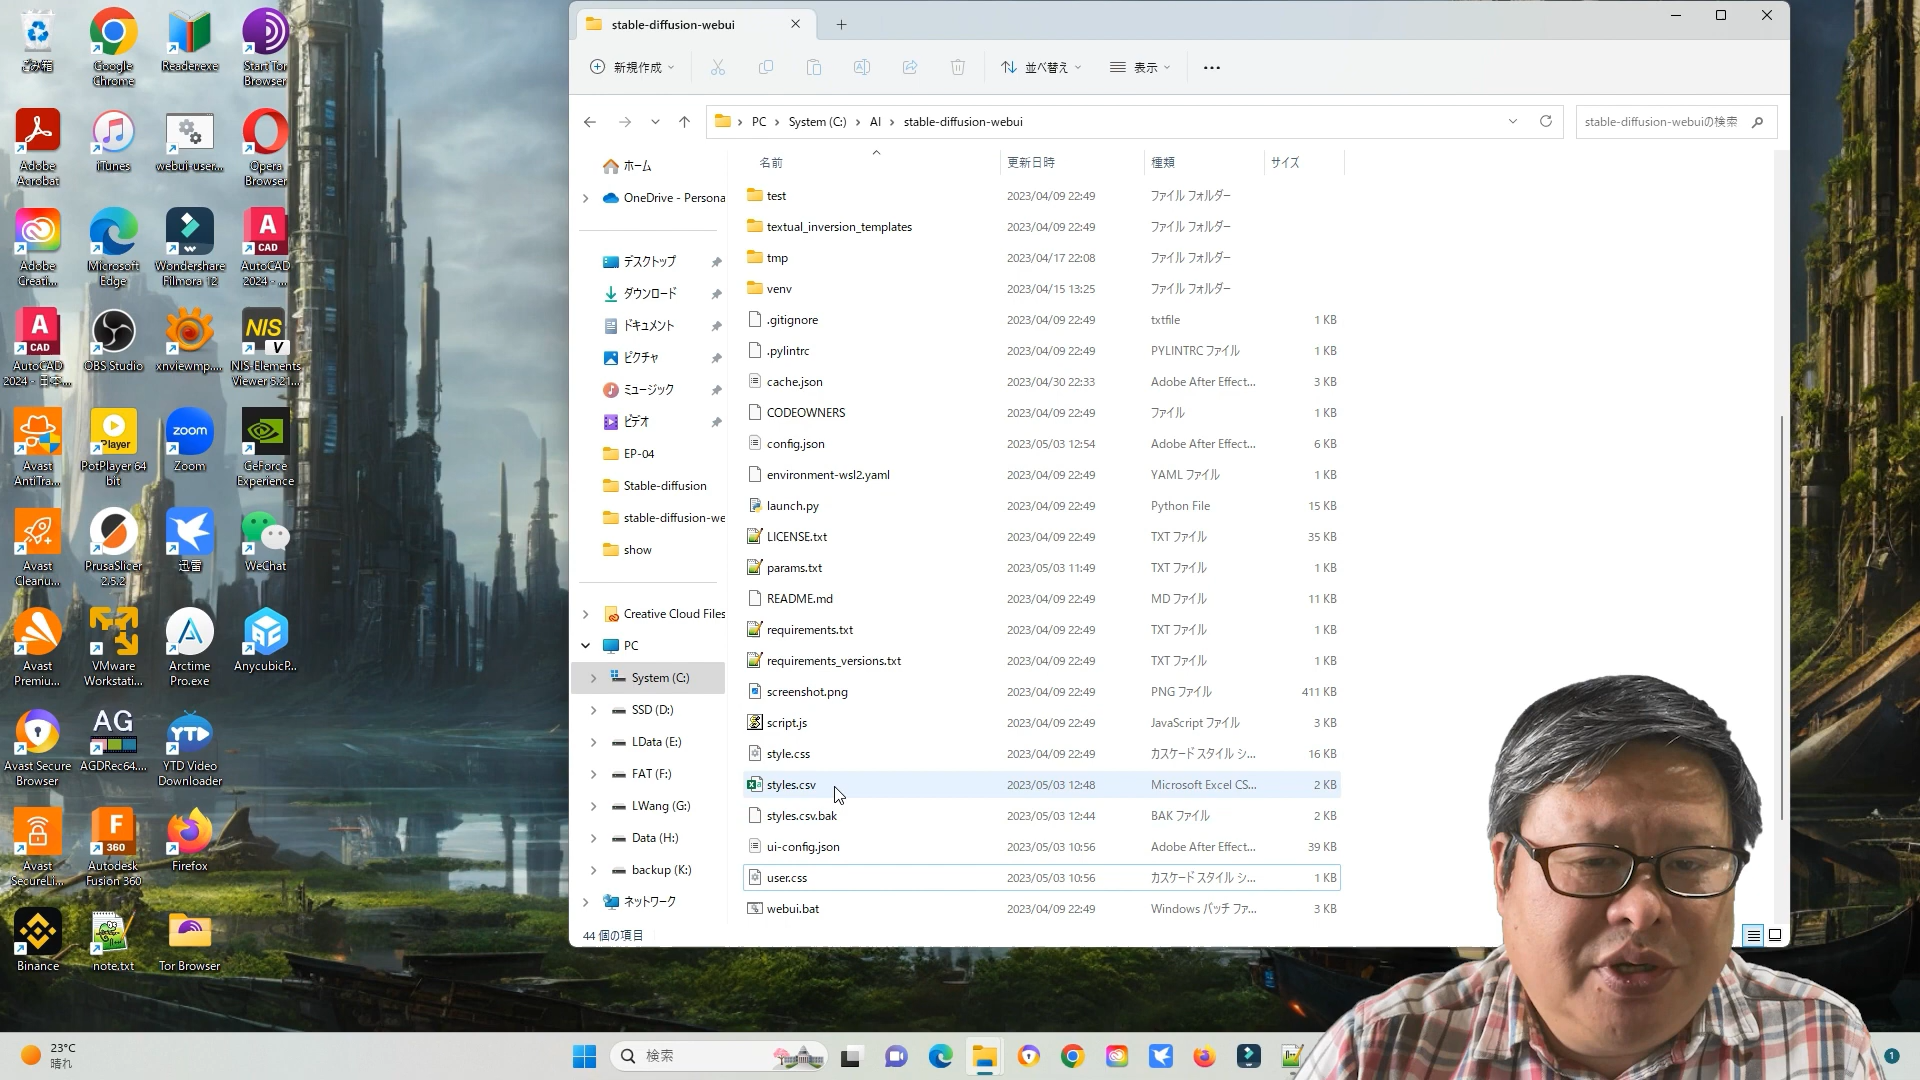 ごみ箱
Google Chrome
Reader.exe
Start Tor Browser
Adobe Acrobat
iTunes
webui-user...
Opera Browser
Adobe Creati...
Microsoft Edge
Wondershare Filmora 12
AutoCAD 2024 - ...
AutoCAD 2024 - 日本...
OBS Studio
xnviewmp....
NIS-Elements Viewer 5.21...
Avast AntiTra...
PotPlayer 64 bit
Zoom
GeForce Experience
Avast Cleanu...
PrusaSlicer 2.5.2
迅雷
WeChat
Avast Premiu...
VMware Workstati...
Arctime Pro.exe
AnycubicP...
Avast Secure Browser
AGDRec64....
YTD Video Downloader
Avast SecureLi...
Autodesk Fusion 360
Firefox
Binance
note.txt
Tor Browser
stable-diffusion-webui
新規作成
並べ替え
表示
PC
System (C:)
AI
stable-diffusion-webui
stable-diffusion-webuiの検索
ホーム
OneDrive - Persona
デスクトップ
ダウンロード
ドキュメント
ピクチャ
ミュージック
ビデオ
EP-04
Stable-diffusion
stable-diffusion-we
show
Creative Cloud Files
PC
System (C:)
SSD (D:)
LData (E:)
FAT (F:)
LWang (G:)
Data (H:)
backup (K:)
ネットワーク
名前 更新日時 種類 サイズ
test 2023/04/09 22:49 ファイル フォルダー
textual_inversion_templates 2023/04/09 22:49 ファイル フォルダー
tmp 2023/04/17 22:08 ファイル フォルダー
venv 2023/04/15 13:25 ファイル フォルダー
.gitignore 2023/04/09 22:49 txtfile 1 KB
.pylintrc 2023/04/09 22:49 PYLINTRC ファイル 1 KB
cache.json 2023/04/30 22:33 Adobe After Effect... 3 KB
CODEOWNERS 2023/04/09 22:49 ファイル 1 KB
config.json 2023/05/03 12:54 Adobe After Effect... 6 KB
environment-wsl2.yaml 2023/04/09 22:49 YAML ファイル 1 KB
launch.py 2023/04/09 22:49 Python File 15 KB
LICENSE.txt 2023/04/09 22:49 TXT ファイル 35 KB
params.txt 2023/05/03 11:49 TXT ファイル 1 KB
README.md 2023/04/09 22:49 MD ファイル 11 KB
requirements.txt 2023/04/09 22:49 TXT ファイル 1 KB
requirements_versions.txt 2023/04/09 22:49 TXT ファイル 1 KB
screenshot.png 2023/04/09 22:49 PNG ファイル 411 KB
script.js 2023/04/09 22:49 JavaScript ファイル 3 KB
style.css 2023/04/09 22:49 カスケード スタイル シ... 16 KB
styles.csv 2023/05/03 12:48 Microsoft Excel CS... 2 KB
styles.csv.bak 2023/05/03 12:44 BAK ファイル 2 KB
ui-config.json 2023/05/03 10:56 Adobe After Effect... 39 KB
user.css 2023/05/03 10:56 カスケード スタイル シ... 1 KB
webui.bat 2023/04/09 22:49 Windows バッチ ファ... 3 KB
44 個の項目
23°C
晴れ
検索
1